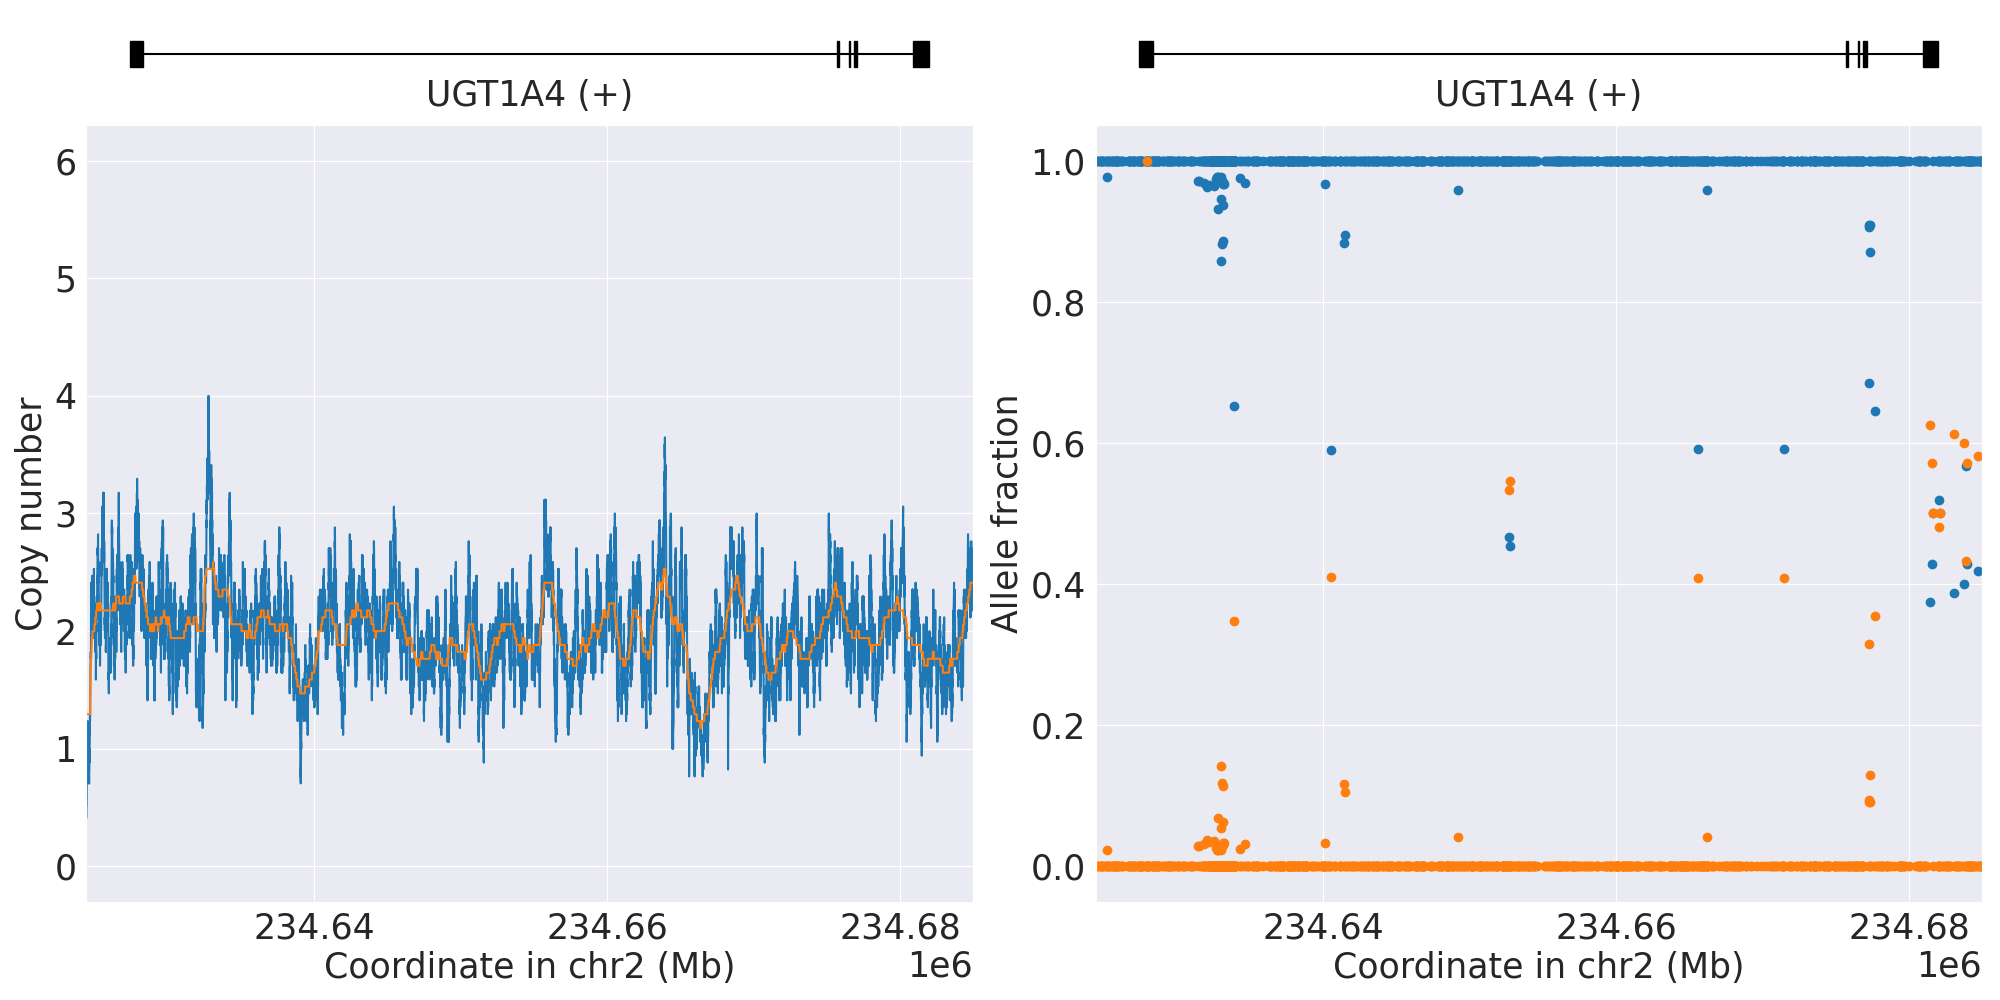 UGT1A4 (+)
6
5
4
3
2
1
0
Copy number
234.64
234.66
234.68
1e6
Coordinate in chr2 (Mb)
UGT1A4 (+)
1.0
0.8
0.6
0.4
0.2
0.0
Allele fraction
234.64
234.66
234.68
1e6
Coordinate in chr2 (Mb)